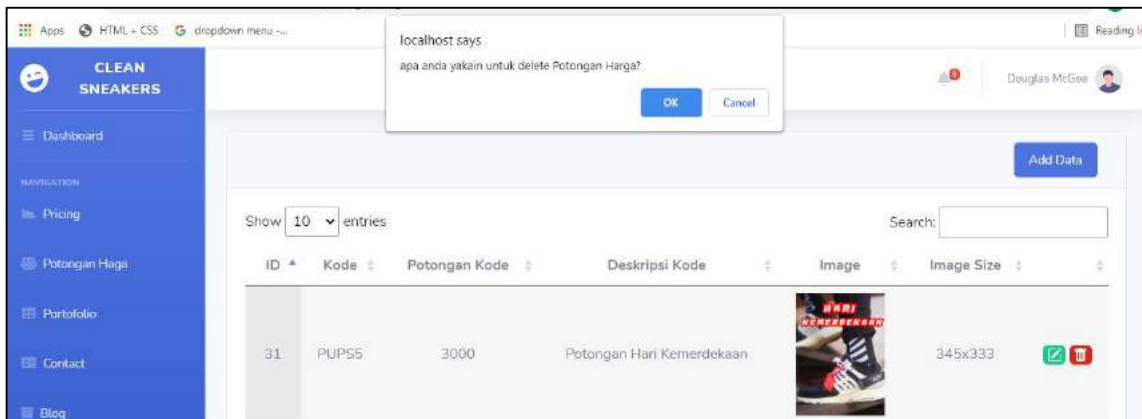 Apps HTML + CSS dropdown menu -... Reading li
localhost says
apa anda yakain untuk delete Potongan Harga?
OK Cancel
CLEAN
SNEAKERS
Douglas McGee
Dashboard
Add Data
NAVIGATION
Pricing
Show 10 entries Search:
Potongan Haga
ID Kode Potongan Kode Deskripsi Kode Image Image Size
Portofolio
HARI
KEMERDEKAAN
31 PUPS5 3000 Potongan Hari Kemerdekaan 345x333
Contact
Blog